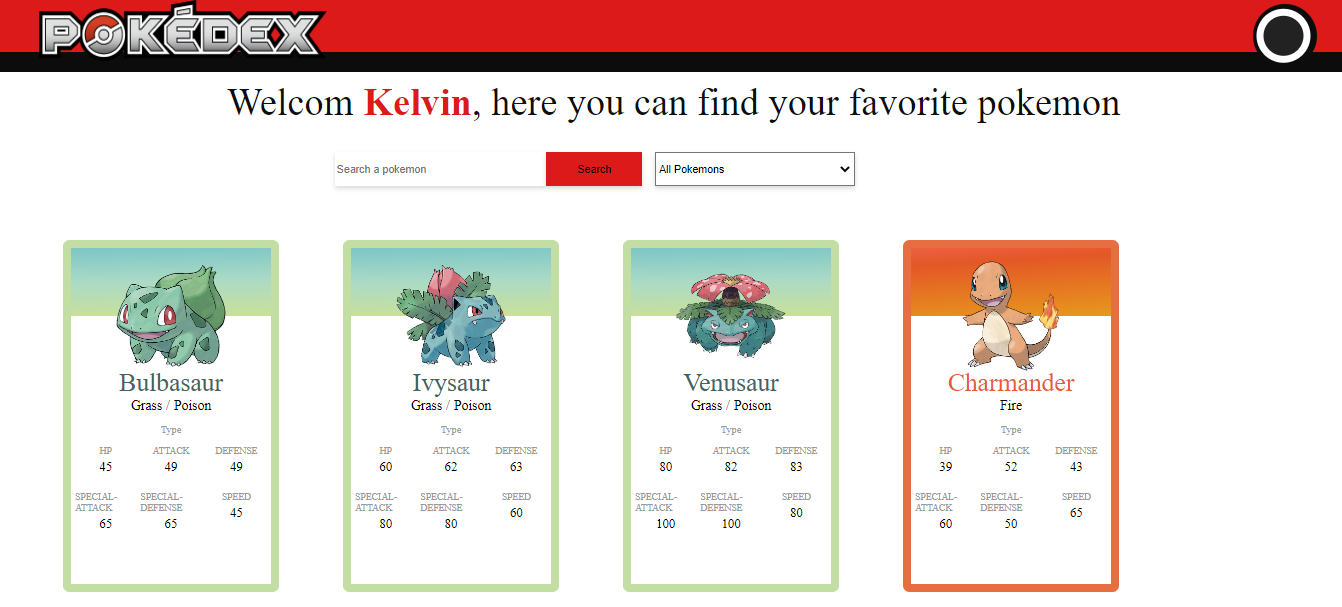 POKÉDEX
Welcom Kelvin, here you can find your favorite pokemon
Search a pokemon Search All Pokemons
Bulbasaur
Grass / Poison
Type
HP ATTACK DEFENSE
45 49 49
SPECIAL-ATTACK SPECIAL-DEFENSE SPEED
65 65 45
Ivysaur
Grass / Poison
Type
HP ATTACK DEFENSE
60 62 63
SPECIAL-ATTACK SPECIAL-DEFENSE SPEED
80 80 60
Venusaur
Grass / Poison
Type
HP ATTACK DEFENSE
80 82 83
SPECIAL-ATTACK SPECIAL-DEFENSE SPEED
100 100 80
Charmander
Fire
Type
HP ATTACK DEFENSE
39 52 43
SPECIAL-ATTACK SPECIAL-DEFENSE SPEED
60 50 65